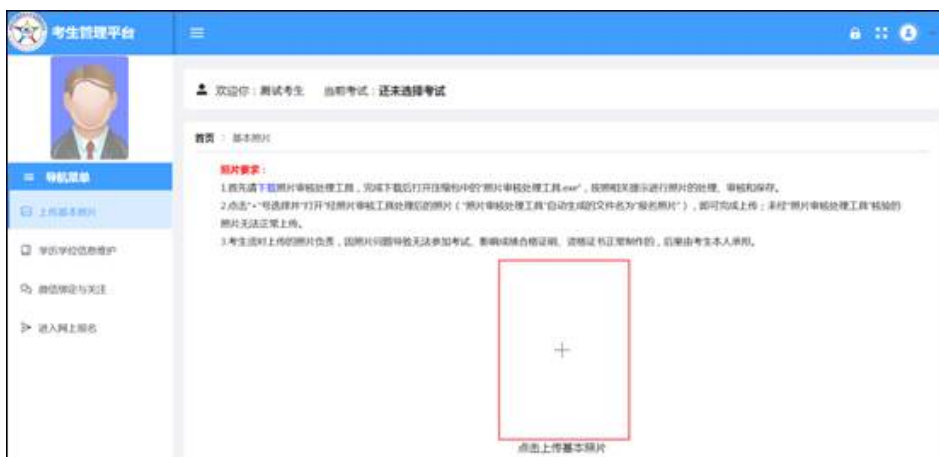 考生管理平台
欢迎你：测试考生 当前考试：还未选择考试
首页 : 基本照片
导航菜单
上传基本照片
学历学位信息维护
微信绑定与关注
进入网上报名
照片要求：
1.首先请下载照片审核处理工具，完成下载后打开压缩包中的"照片审核处理工具.exe"，按照相关提示进行照片的处理、审核和保存。
2.点击"+"号选择并"打开"经照片审核工具处理后的照片（"照片审核处理工具"自动生成的文件名为"报名照片"），即可完成上传；未经"照片审核处理工具"核验的
照片无法正常上传。
3.考生须对上传的照片负责，因照片问题导致无法参加考试、影响成绩合格证明、资格证书正常制作的，后果由考生本人承担。
点击上传基本照片